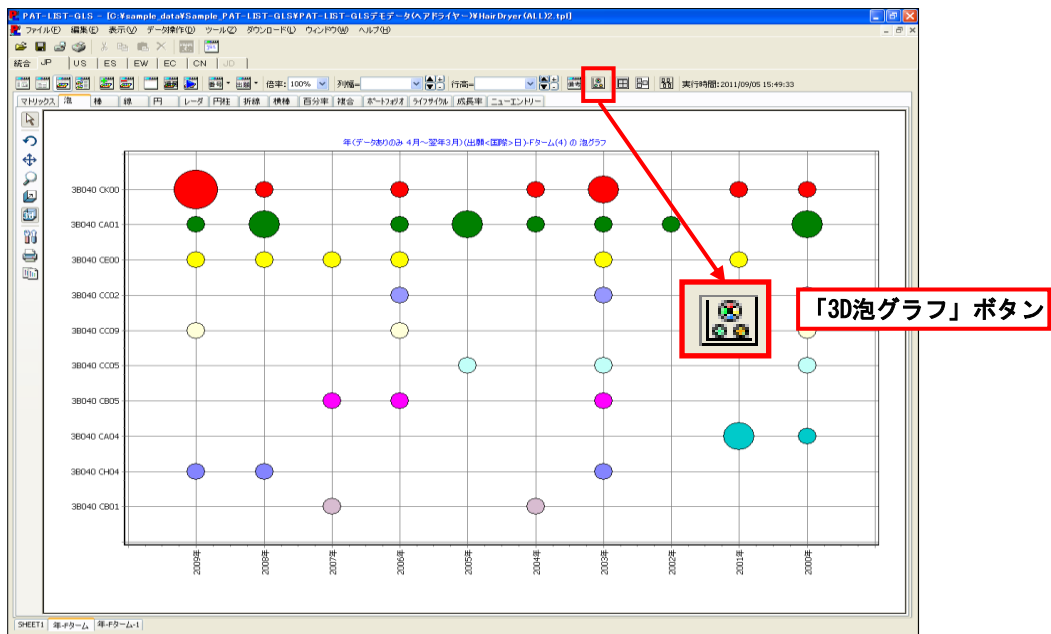 PAT-LIST-GLS - [C:¥sample_data¥Sample_PAT-LIST-GLS¥PAT-LIST-GLSデモデータ(ヘアドライヤー)¥HairDryer(ALL)2.tpl]
ファイル(F) 編集(E) 表示(V) データ操作(D) ツール(Z) ダウンロード(L) ウィンドウ(W) ヘルプ(H)
統合 JP US ES EW EC CN JD
番号 出願 倍率: 100% 列幅= 行高= 番号 実行時間:2011/09/05 15:49:33
マトリックス 泡 棒 線 円 レーダ 円柱 折線 横棒 百分率 複合 ポートフォリオ ライフサイクル 成長率 ニューエントリー
年(データありのみ 4月~翌年3月)(出願<国際>日)-Fターム(4) の 泡グラフ
3B040 CK00
3B040 CA01
3B040 CE00
3B040 CC02
3B040 CC09
3B040 CC05
3B040 CB05
3B040 CA04
3B040 CH04
3B040 CB01
「3D泡グラフ」ボタン
2009年 2008年 2007年 2006年 2005年 2004年 2003年 2002年 2001年 2000年
SHEET1 年-Fターム 年-Fターム-1